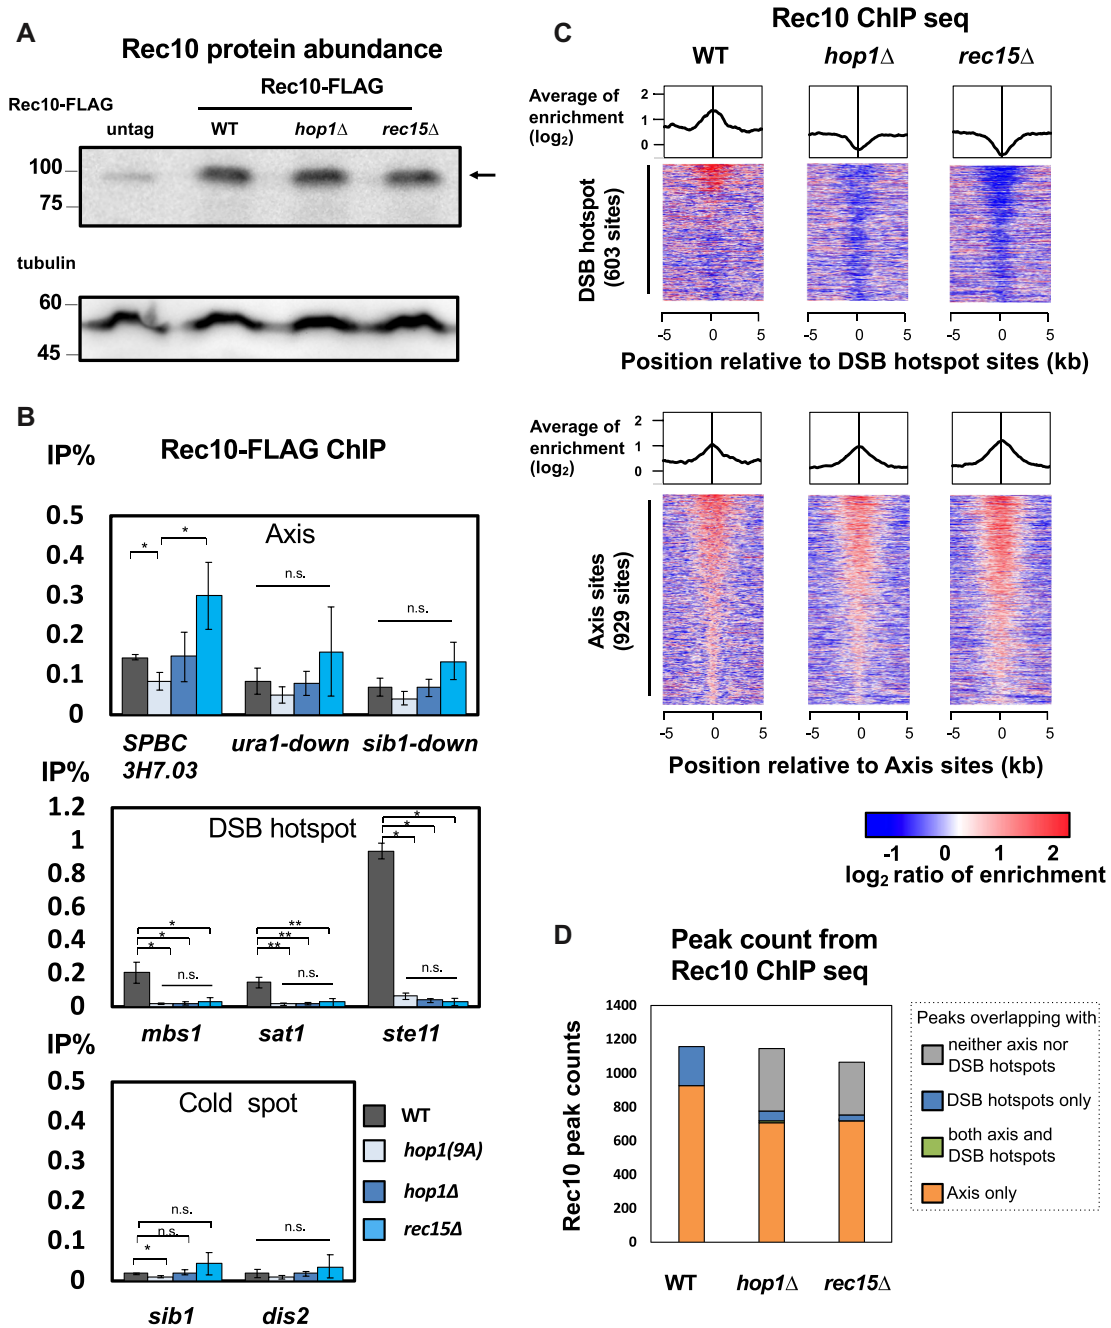 A
Rec10 protein abundance
Rec10-FLAG
Rec10-FLAG
untag WT hop1Δ rec15Δ
100
75
tubulin
60
45
B
IP% Rec10-FLAG ChIP
0.5
0.4
0.3
0.2
0.1
0
Axis
* *
n.s.
n.s.
SPBC 3H7.03
ura1-down
sib1-down
IP%
1.2
1
0.8
0.6
0.4
0.2
0
DSB hotspot
*
*
*
n.s.
**
**
**
n.s.
*
*
*
n.s.
mbs1 sat1 ste11
IP%
0.5
0.4
0.3
0.2
0.1
0
Cold spot
n.s.
n.s.
*
n.s.
sib1 dis2
WT
hop1(9A)
hop1Δ
rec15Δ
C
Rec10 ChIP seq
WT hop1Δ rec15Δ
Average of
enrichment
(log2)
2
1
0
DSB hotspot
(603 sites)
-5 0 5 -5 0 5 -5 0 5
Position relative to DSB hotspot sites (kb)
Average of
enrichment
(log2)
2
1
0
Axis sites
(929 sites)
-5 0 5 -5 0 5 -5 0 5
Position relative to Axis sites (kb)
-1 0 1 2
log2 ratio of enrichment
D
Peak count from
Rec10 ChIP seq
Rec10 peak counts
1400
1200
1000
800
600
400
200
0
WT hop1Δ rec15Δ
Peaks overlapping with
neither axis nor
DSB hotspots
DSB hotspots only
both axis and
DSB hotspots
Axis only